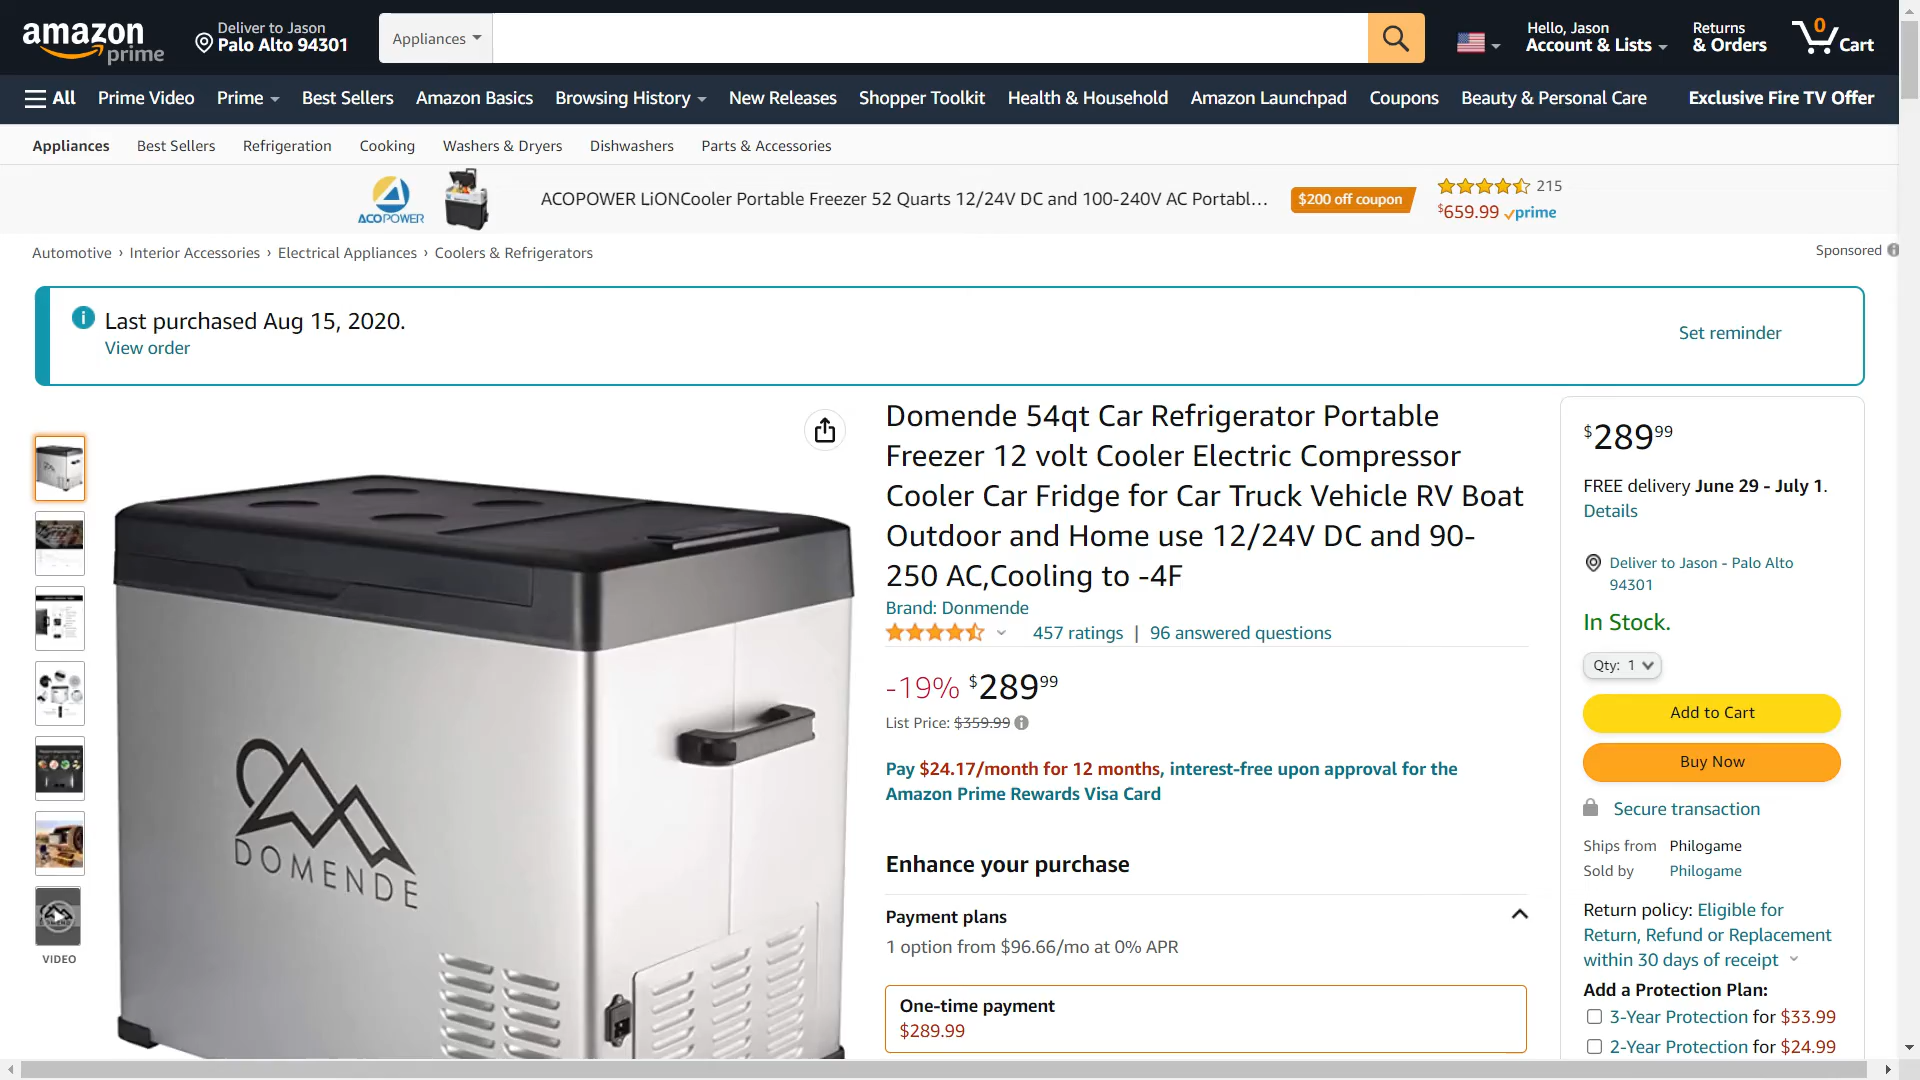 amazon prime
Deliver to Jason
Palo Alto 94301
Appliances
Hello, Jason
Account & Lists
Returns
& Orders
0
Cart
All Prime Video Prime Best Sellers Amazon Basics Browsing History New Releases Shopper Toolkit Health & Household Amazon Launchpad Coupons Beauty & Personal Care Exclusive Fire TV Offer
Appliances Best Sellers Refrigeration Cooking Washers & Dryers Dishwashers Parts & Accessories
ACOPOWER
ACOPOWER LiONCooler Portable Freezer 52 Quarts 12/24V DC and 100-240V AC Portabl...
$200 off coupon
215
$659.99 prime
Automotive › Interior Accessories › Electrical Appliances › Coolers & Refrigerators
Sponsored
Last purchased Aug 15, 2020.
View order
Set reminder
DOMENDE
VIDEO
Domende 54qt Car Refrigerator Portable
Freezer 12 volt Cooler Electric Compressor
Cooler Car Fridge for Car Truck Vehicle RV Boat
Outdoor and Home use 12/24V DC and 90-
250 AC,Cooling to -4F
Brand: Donmende
457 ratings | 96 answered questions
-19% $289.99
List Price: $359.99
Pay $24.17/month for 12 months, interest-free upon approval for the
Amazon Prime Rewards Visa Card
Enhance your purchase
Payment plans
1 option from $96.66/mo at 0% APR
One-time payment
$289.99
$289.99
FREE delivery June 29 - July 1.
Details
Deliver to Jason - Palo Alto
94301
In Stock.
Qty: 1
Add to Cart
Buy Now
Secure transaction
Ships from Philogame
Sold by Philogame
Return policy: Eligible for
Return, Refund or Replacement
within 30 days of receipt
Add a Protection Plan:
3-Year Protection for $33.99
2-Year Protection for $24.99